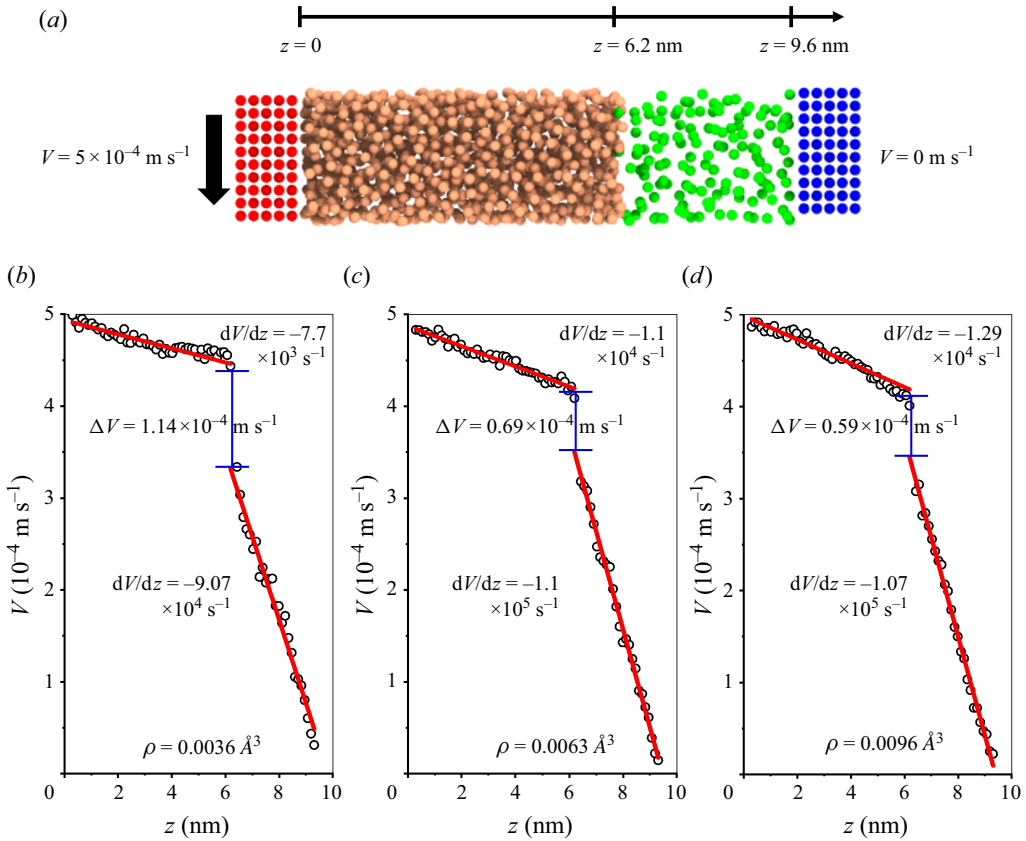 (a)
z = 0
z = 6.2 nm
z = 9.6 nm
V = 5 × 10⁻⁴ m s⁻¹
V = 0 m s⁻¹
(b)
(c)
(d)
5
4
3
2
1
V (10⁻⁴ m s⁻¹)
dV/dz = −7.7
×10³ s⁻¹
ΔV = 1.14×10⁻⁴ m s⁻¹
dV/dz = −9.07
×10⁴ s⁻¹
ρ = 0.0036 Å³
0
2
4
6
8
10
z (nm)
5
4
3
2
1
V (10⁻⁴ m s⁻¹)
dV/dz = −1.1
×10⁴ s⁻¹
ΔV = 0.69×10⁻⁴ m s⁻¹
dV/dz = −1.1
×10⁵ s⁻¹
ρ = 0.0063 Å³
0
2
4
6
8
10
z (nm)
5
4
3
2
1
V (10⁻⁴ m s⁻¹)
dV/dz = −1.29
×10⁴ s⁻¹
ΔV = 0.59×10⁻⁴ m s⁻¹
dV/dz = −1.07
×10⁵ s⁻¹
ρ = 0.0096 Å³
0
2
4
6
8
10
z (nm)